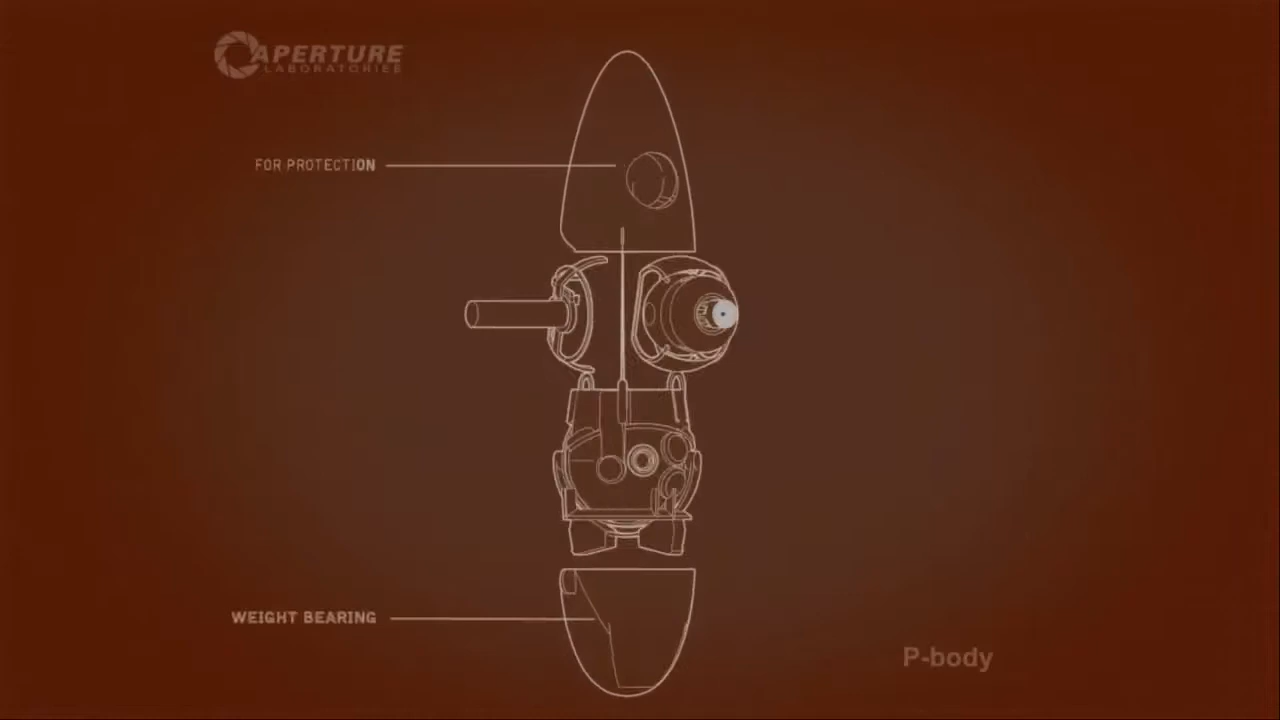 APERTURE
LABORATORIES
FOR PROTECTION
WEIGHT BEARING
P-body